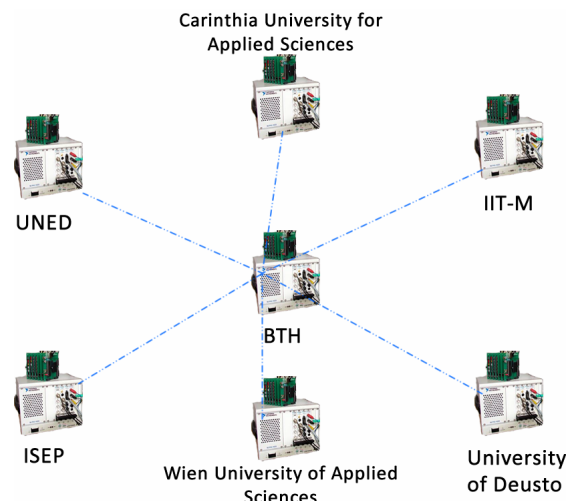 Carinthia University for
Applied Sciences
UNED
IIT-M
BTH
ISEP
Wien University of Applied
Sciences
University
of Deusto